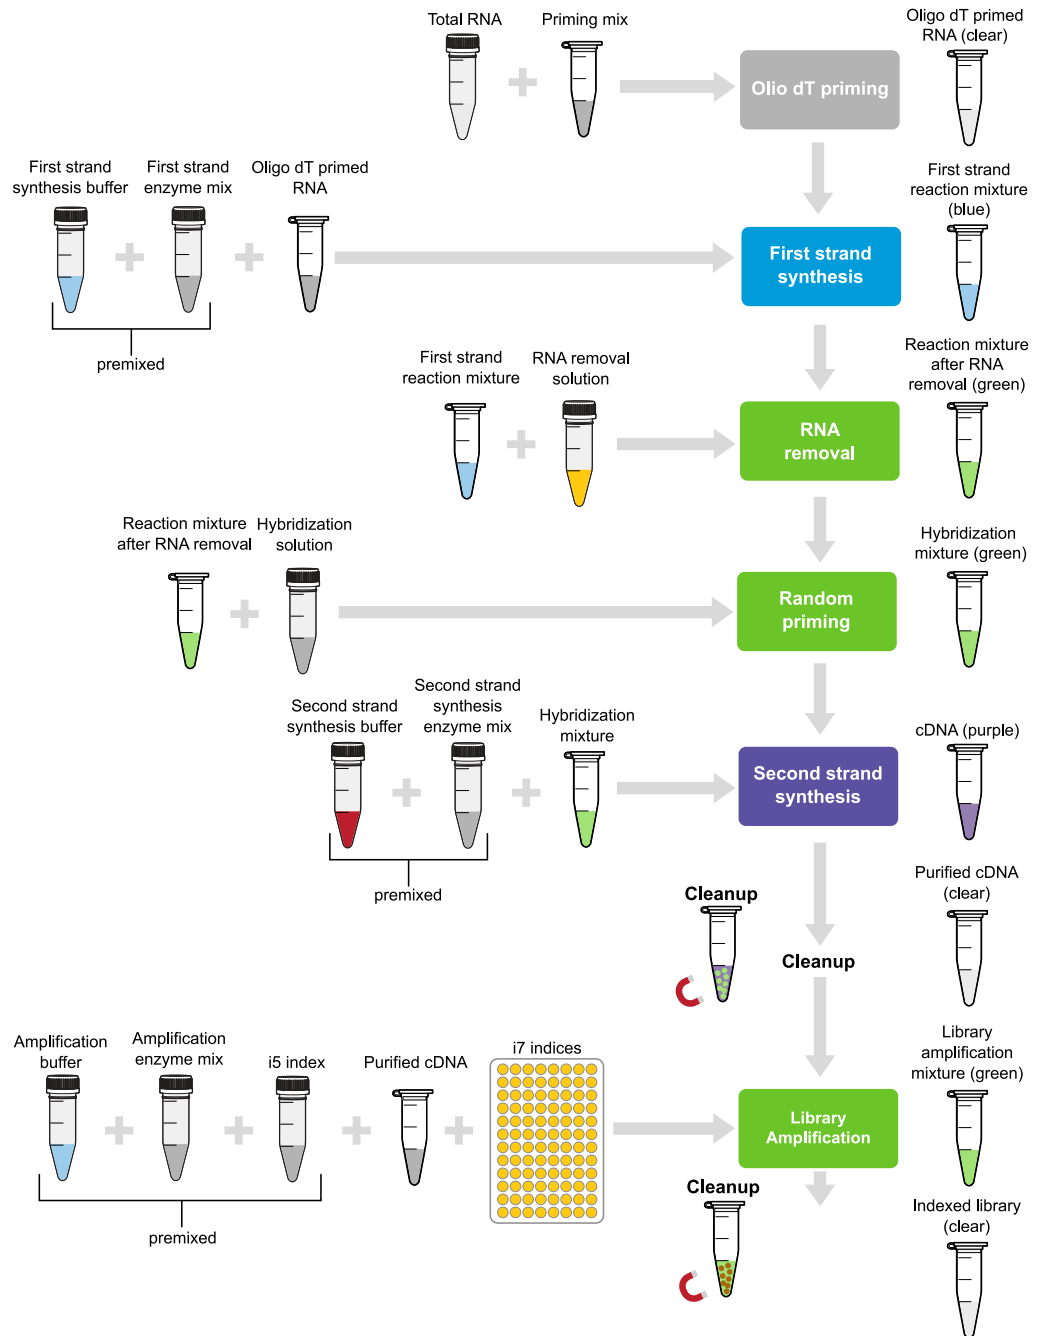 Total RNA
Priming mix
Oligo dT primed
RNA (clear)
Olio dT priming
First strand
synthesis buffer
First strand
enzyme mix
Oligo dT primed
RNA
First strand
reaction mixture
(blue)
First strand
synthesis
premixed
First strand
reaction mixture
RNA removal
solution
Reaction mixture
after RNA
removal (green)
RNA
removal
Reaction mixture
after RNA removal
Hybridization
solution
Hybridization
mixture (green)
Random
priming
Second strand
synthesis buffer
Second strand
synthesis
enzyme mix
Hybridization
mixture
cDNA (purple)
Second strand
synthesis
premixed
Cleanup
Cleanup
Purified cDNA
(clear)
Amplification
buffer
Amplification
enzyme mix
i5 index
Purified cDNA
i7 indices
Library
amplification
mixture (green)
Library
Amplification
premixed
Cleanup
Indexed library
(clear)